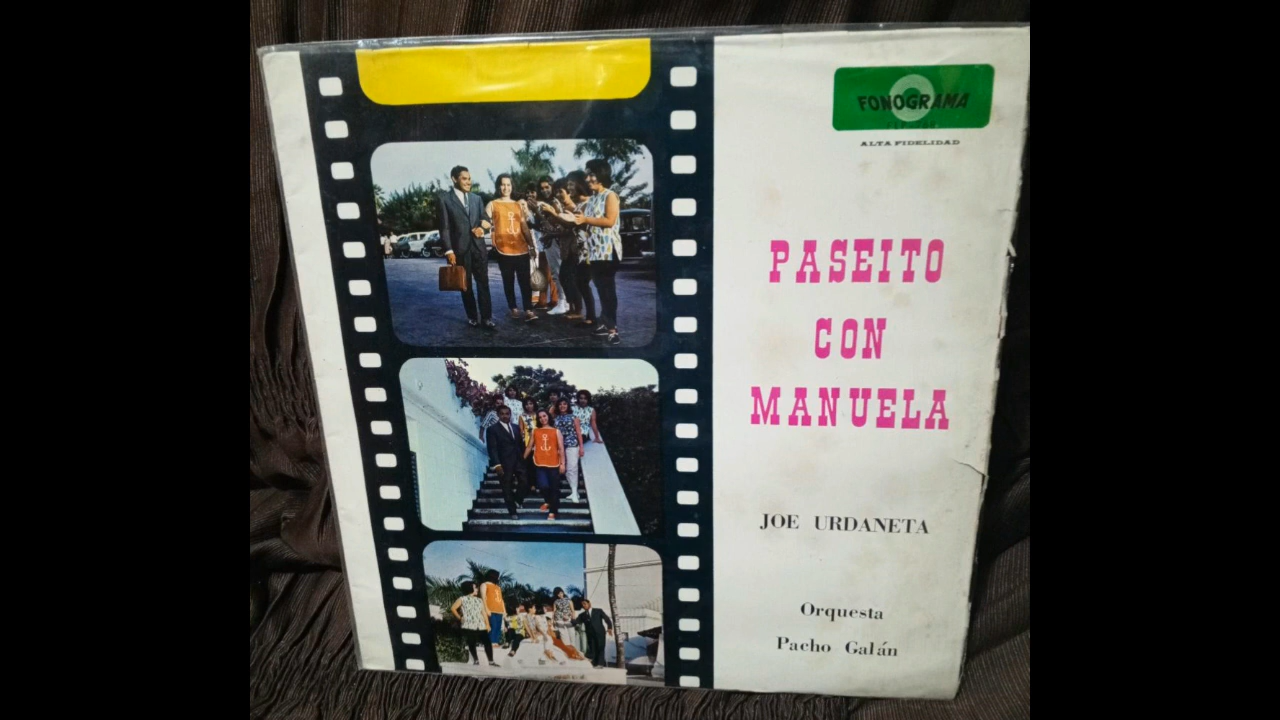 FONOGRAMA
ALTA FIDELIDAD
PASEITO
CON
MANUELA
JOE URDANETA
Orquesta
Pacho Galán